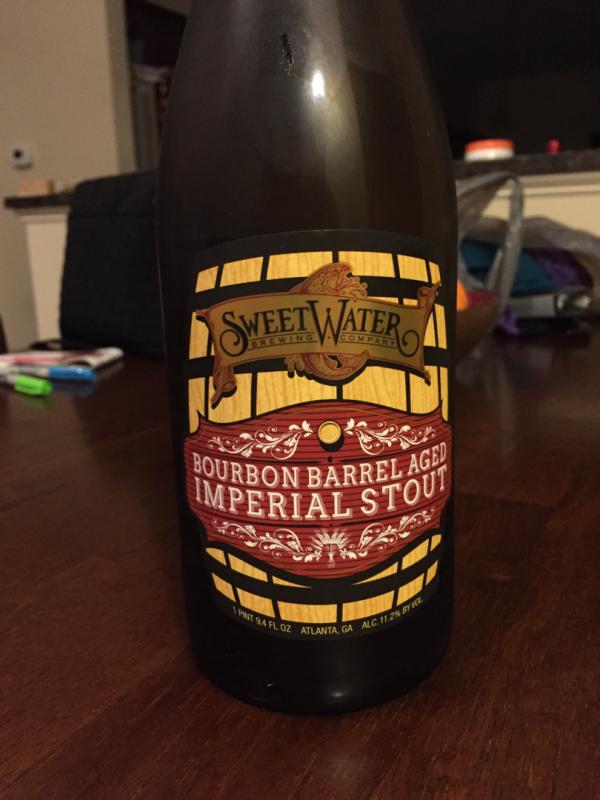 SWEETWATER
BREWING COMPANY
BOURBON BARREL AGED
IMPERIAL STOUT
1 PINT 9.4 FL OZ ATLANTA, GA ALC. 11.2% BY VOL.